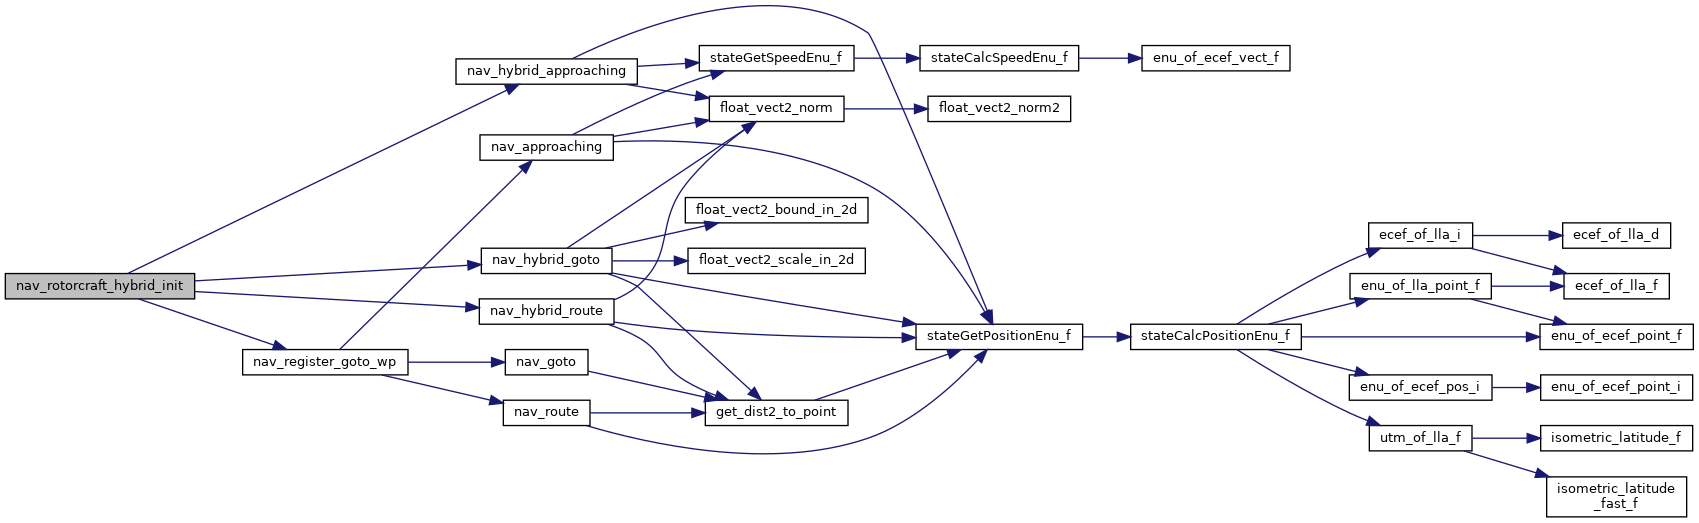 nav_rotorcraft_hybrid_init
nav_hybrid_approaching
nav_approaching
nav_hybrid_goto
nav_hybrid_route
nav_register_goto_wp
nav_goto
nav_route
stateGetSpeedEnu_f
float_vect2_norm
float_vect2_bound_in_2d
float_vect2_scale_in_2d
get_dist2_to_point
stateCalcSpeedEnu_f
float_vect2_norm2
stateGetPositionEnu_f
enu_of_ecef_vect_f
stateCalcPositionEnu_f
ecef_of_lla_i
enu_of_lla_point_f
enu_of_ecef_pos_i
utm_of_lla_f
ecef_of_lla_d
ecef_of_lla_f
enu_of_ecef_point_f
enu_of_ecef_point_i
isometric_latitude_f
isometric_latitude
_fast_f